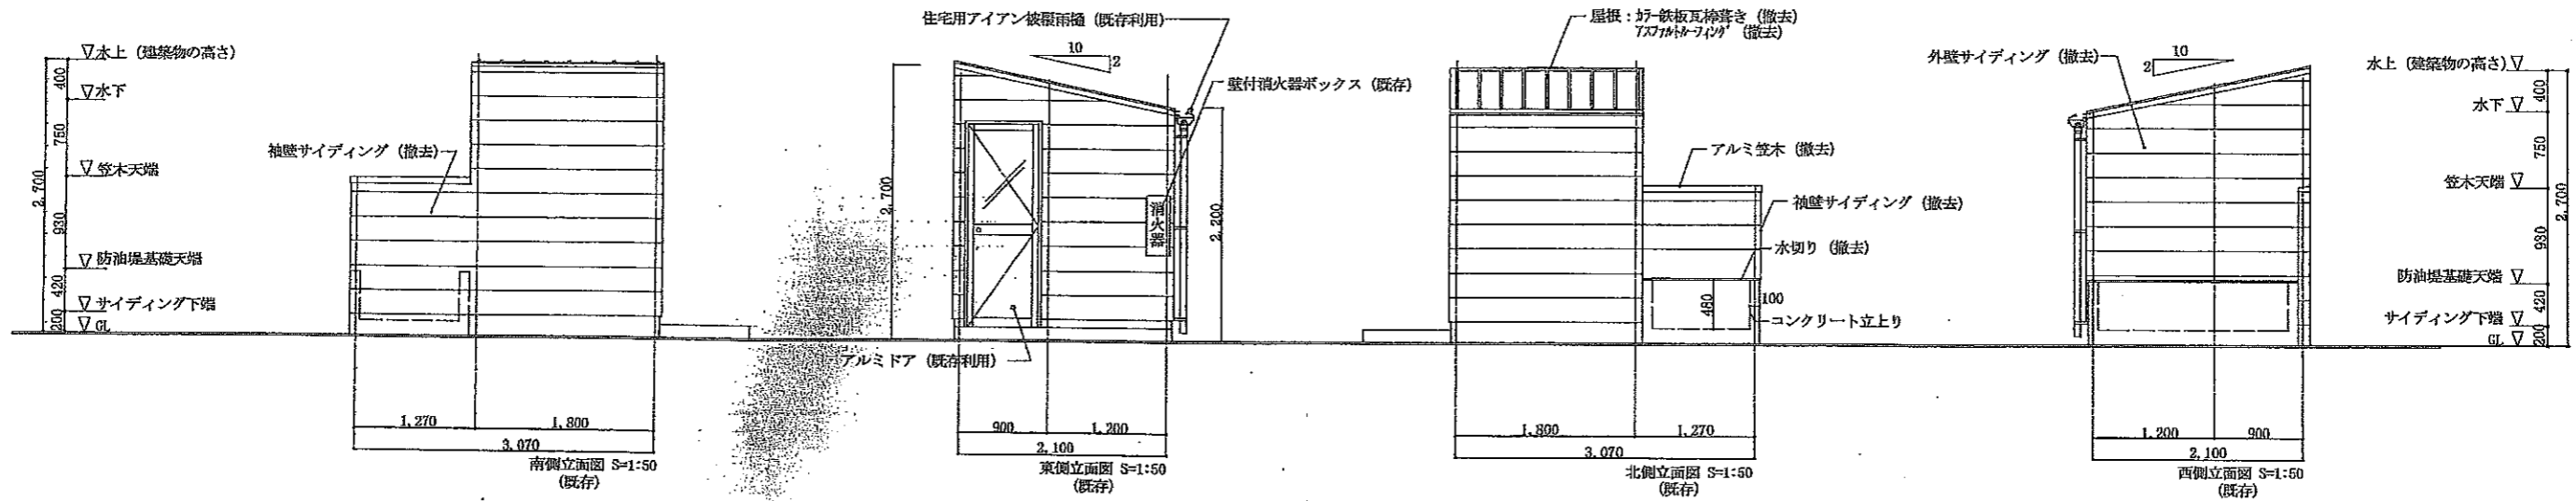 ▽水上 (建築物の高さ)
▽水下
▽笠木天端
▽防油堤基礎天端
▽サイディング下端
▽GL
400
750
930
420
200
2,700
袖壁サイディング (撤去)
1,270
1,800
3,070
南側立面図 S=1:50
(既存)
住宅用アイアン被覆雨樋 (既存利用)
10
2
壁付消火器ボックス (既存)
2,700
消火器
2,200
アルミドア (既存利用)
900
1,200
2,100
東側立面図 S=1:50
(既存)
屋根：カラー鉄板瓦棒葺き (撤去)
アスファルトルーフィング (撤去)
アルミ笠木 (撤去)
袖壁サイディング (撤去)
水切り (撤去)
480
100
コンクリート立上り
1,800
1,270
3,070
北側立面図 S=1:50
(既存)
外壁サイディング (撤去)
10
2
水上 (建築物の高さ) ▽
水下 ▽
笠木天端 ▽
防油堤基礎天端 ▽
サイディング下端 ▽
GL ▽
400
750
930
420
200
2,700
1,200
900
2,100
西側立面図 S=1:50
(既存)